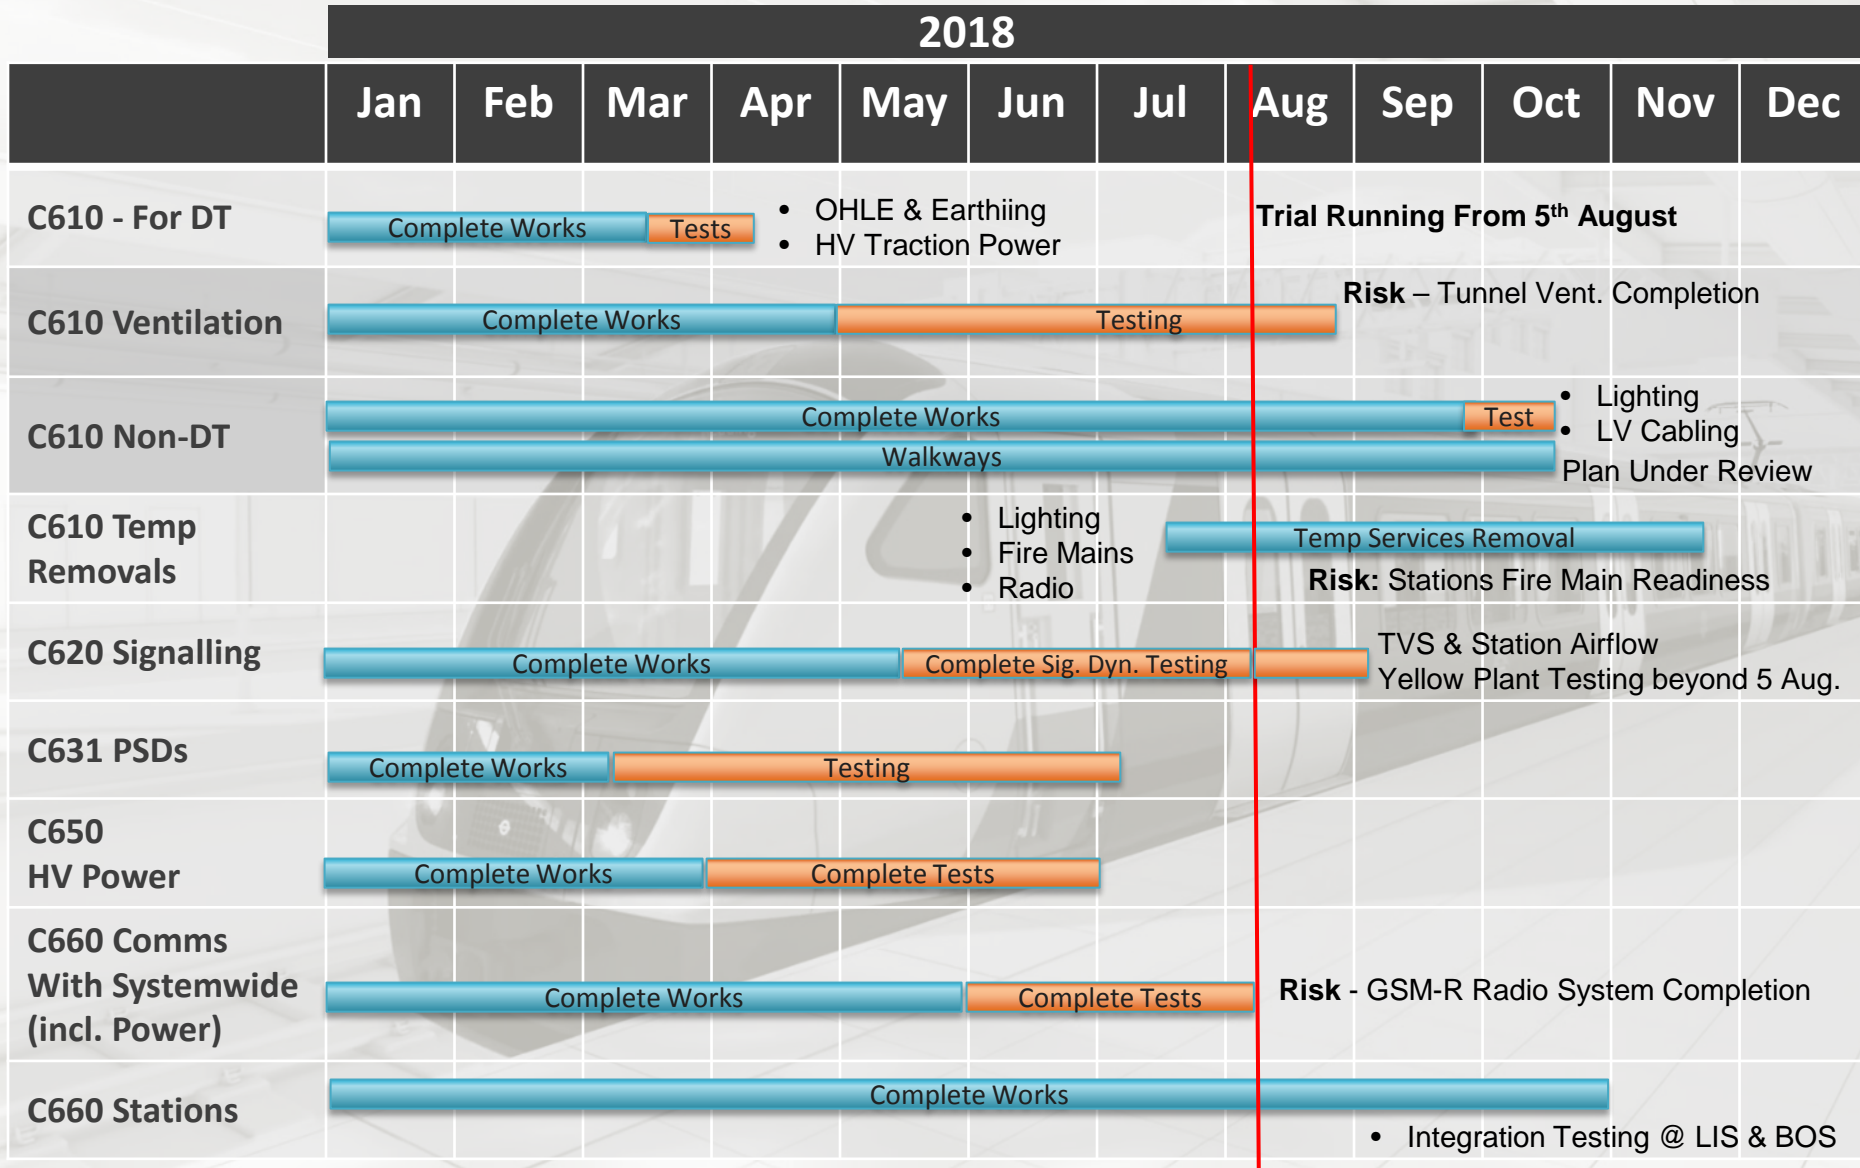 2018
Jan Feb Mar Apr May Jun Jul Aug Sep Oct Nov Dec
C610 - For DT
Complete Works
Tests
• OHLE & Earthiing
• HV Traction Power
Trial Running From 5th August
C610 Ventilation
Complete Works
Testing
Risk – Tunnel Vent. Completion
C610 Non-DT
Complete Works
Test
Walkways
• Lighting
• LV Cabling
Plan Under Review
C610 Temp
Removals
• Lighting
• Fire Mains
• Radio
Temp Services Removal
Risk: Stations Fire Main Readiness
C620 Signalling
Complete Works
Complete Sig. Dyn. Testing
TVS & Station Airflow
Yellow Plant Testing beyond 5 Aug.
C631 PSDs
Complete Works
Testing
C650
HV Power
Complete Works
Complete Tests
C660 Comms
With Systemwide
(incl. Power)
Complete Works
Complete Tests
Risk - GSM-R Radio System Completion
C660 Stations
Complete Works
• Integration Testing @ LIS & BOS